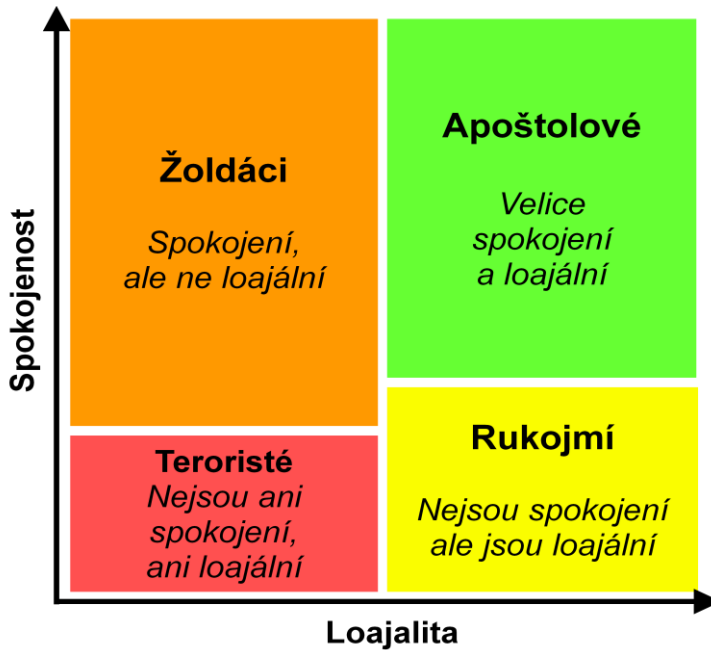 Spokojenost
Žoldáci
Spokojení,
ale ne loajální
Apoštolové
Velice
spokojení
a loajální
Teroristé
Nejsou ani
spokojení,
ani loajální
Rukojmí
Nejsou spokojení
ale jsou loajální
Loajalita